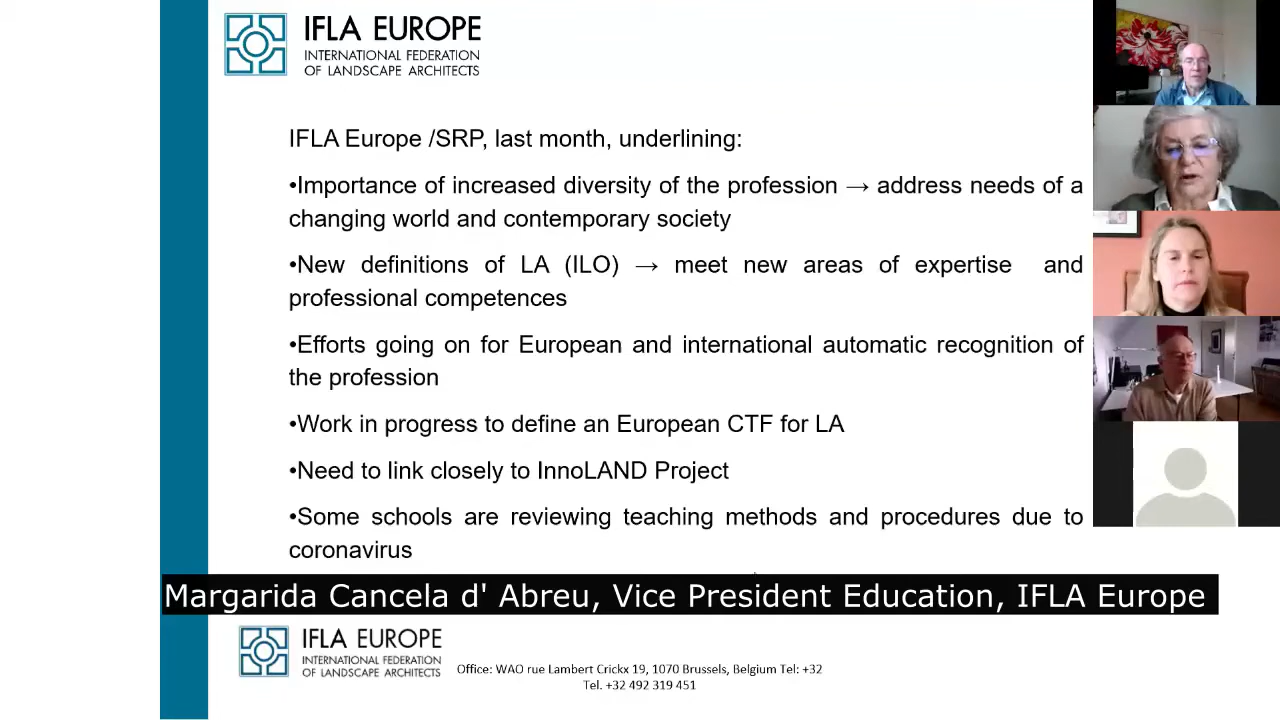 IFLA EUROPE
INTERNATIONAL FEDERATION
OF LANDSCAPE ARCHITECTS
IFLA Europe /SRP, last month, underlining:
•Importance of increased diversity of the profession → address needs of a
changing world and contemporary society
•New definitions of LA (ILO) → meet new areas of expertise and
professional competences
•Efforts going on for European and international automatic recognition of
the profession
•Work in progress to define an European CTF for LA
•Need to link closely to InnoLAND Project
•Some schools are reviewing teaching methods and procedures due to
coronavirus
Margarida Cancela d' Abreu, Vice President Education, IFLA Europe
IFLA EUROPE
INTERNATIONAL FEDERATION
OF LANDSCAPE ARCHITECTS
Office: WAO rue Lambert Crickx 19, 1070 Brussels, Belgium Tel: +32
Tel. +32 492 319 451